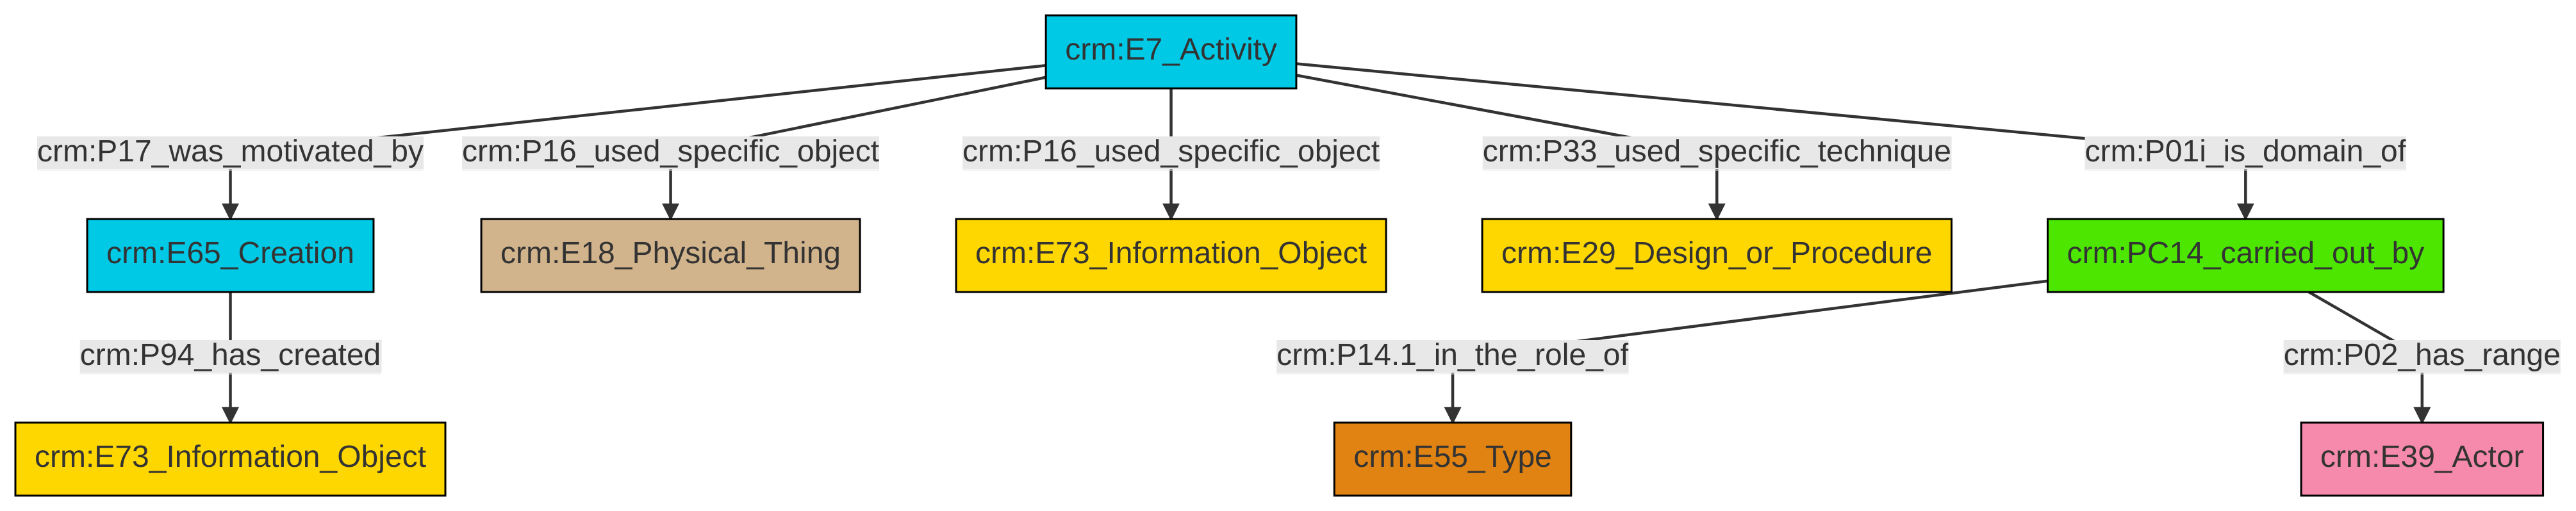 crm:E7_Activity
crm:P17_was_motivated_by
crm:P16_used_specific_object
crm:P16_used_specific_object
crm:P33_used_specific_technique
crm:P01i_is_domain_of
crm:E65_Creation
crm:E18_Physical_Thing
crm:E73_Information_Object
crm:E29_Design_or_Procedure
crm:PC14_carried_out_by
crm:P94_has_created
crm:P14.1_in_the_role_of
crm:P02_has_range
crm:E73_Information_Object
crm:E55_Type
crm:E39_Actor